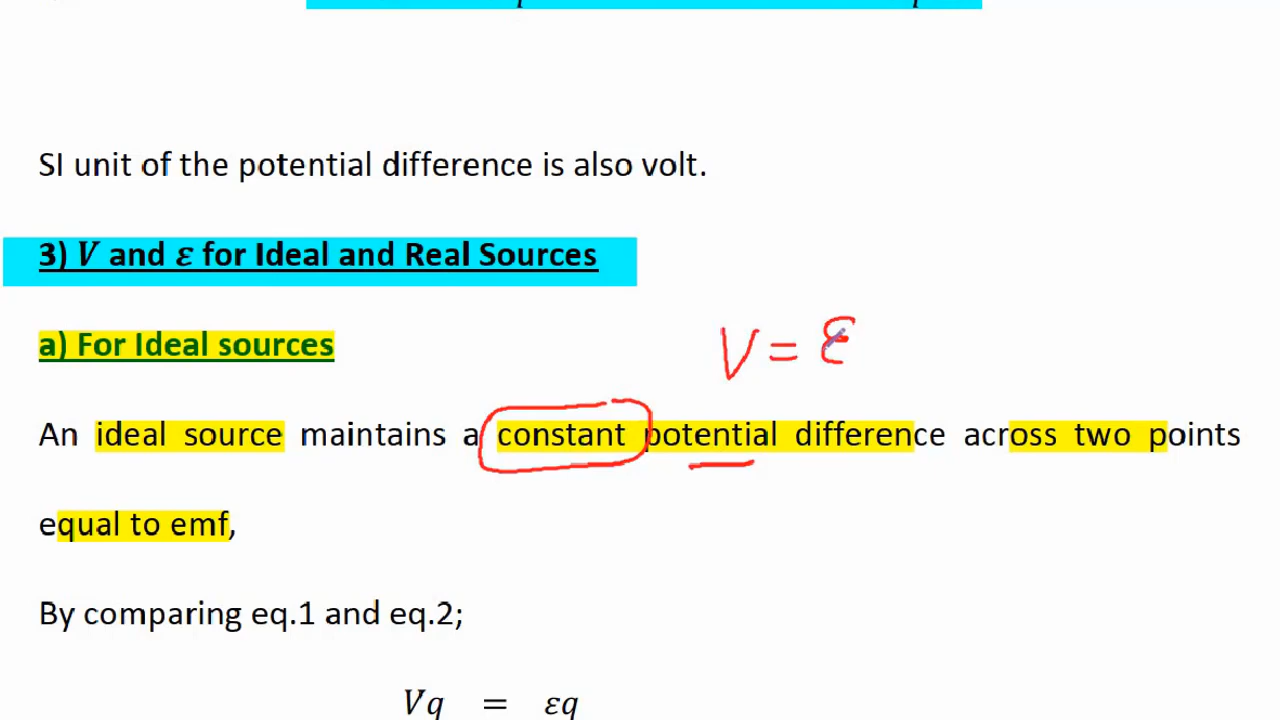 SI unit of the potential difference is also volt.
3) V and ε for Ideal and Real Sources
a) For Ideal sources
V = ε
An ideal source maintains a constant potential difference across two points
equal to emf,
By comparing eq.1 and eq.2;
Vq = εq